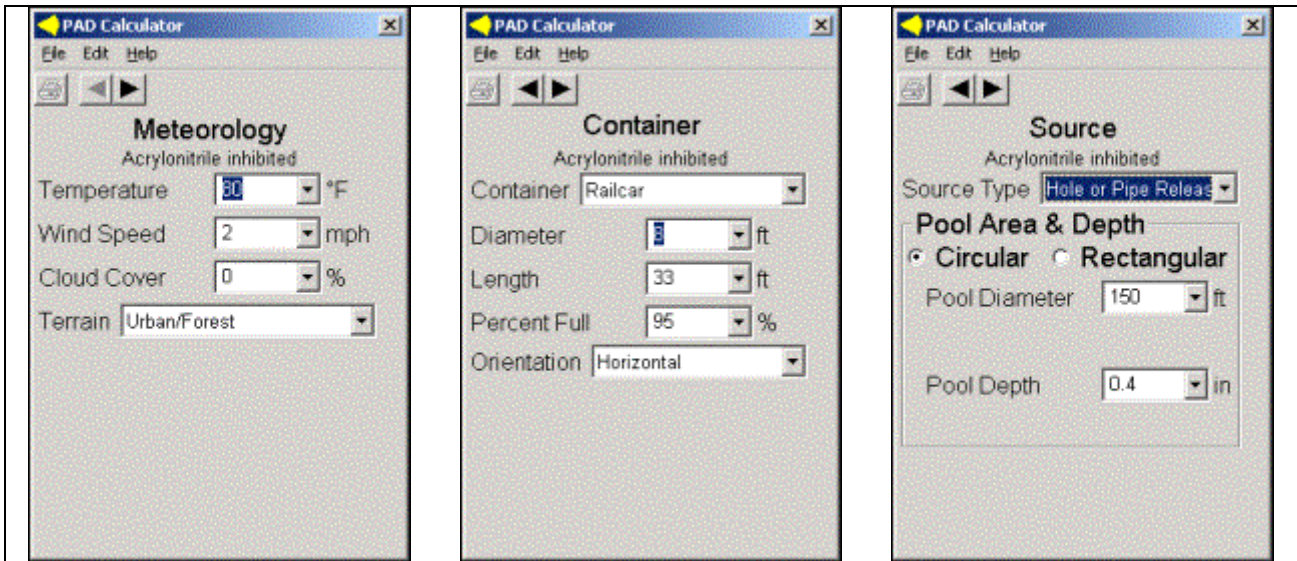 PAD Calculator
File Edit Help
Meteorology
Acrylonitrile inhibited
Temperature 80 °F
Wind Speed 2 mph
Cloud Cover 0 %
Terrain Urban/Forest
PAD Calculator
File Edit Help
Container
Acrylonitrile inhibited
Container Railcar
Diameter 8 ft
Length 33 ft
Percent Full 95 %
Orientation Horizontal
PAD Calculator
File Edit Help
Source
Acrylonitrile inhibited
Source Type Hole or Pipe Releas
Pool Area & Depth
Circular Rectangular
Pool Diameter 150 ft
Pool Depth 0.4 in